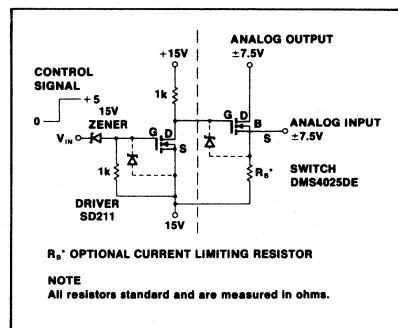 +15V
ANALOG OUTPUT
±7.5V
CONTROL
SIGNAL
+5
0
15V
ZENER
1k
G
D
S
V_IN
1k
DRIVER
SD211
15V
G
D
B
S
ANALOG INPUT
±7.5V
R_B*
SWITCH
DMS4025DE
R_B* OPTIONAL CURRENT LIMITING RESISTOR
NOTE
All resistors standard and are measured in ohms.